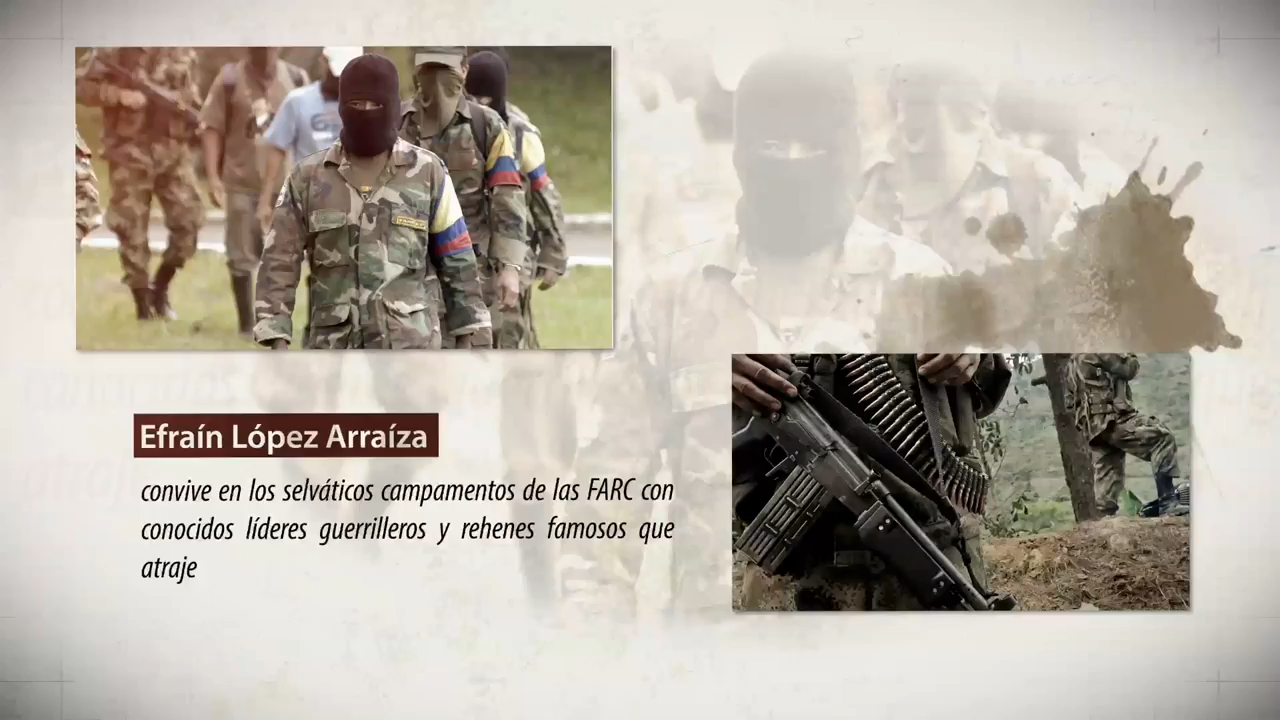 Efraín López Arraíza
convive en los selváticos campamentos de las FARC con
conocidos líderes guerrilleros y rehenes famosos que
atraje